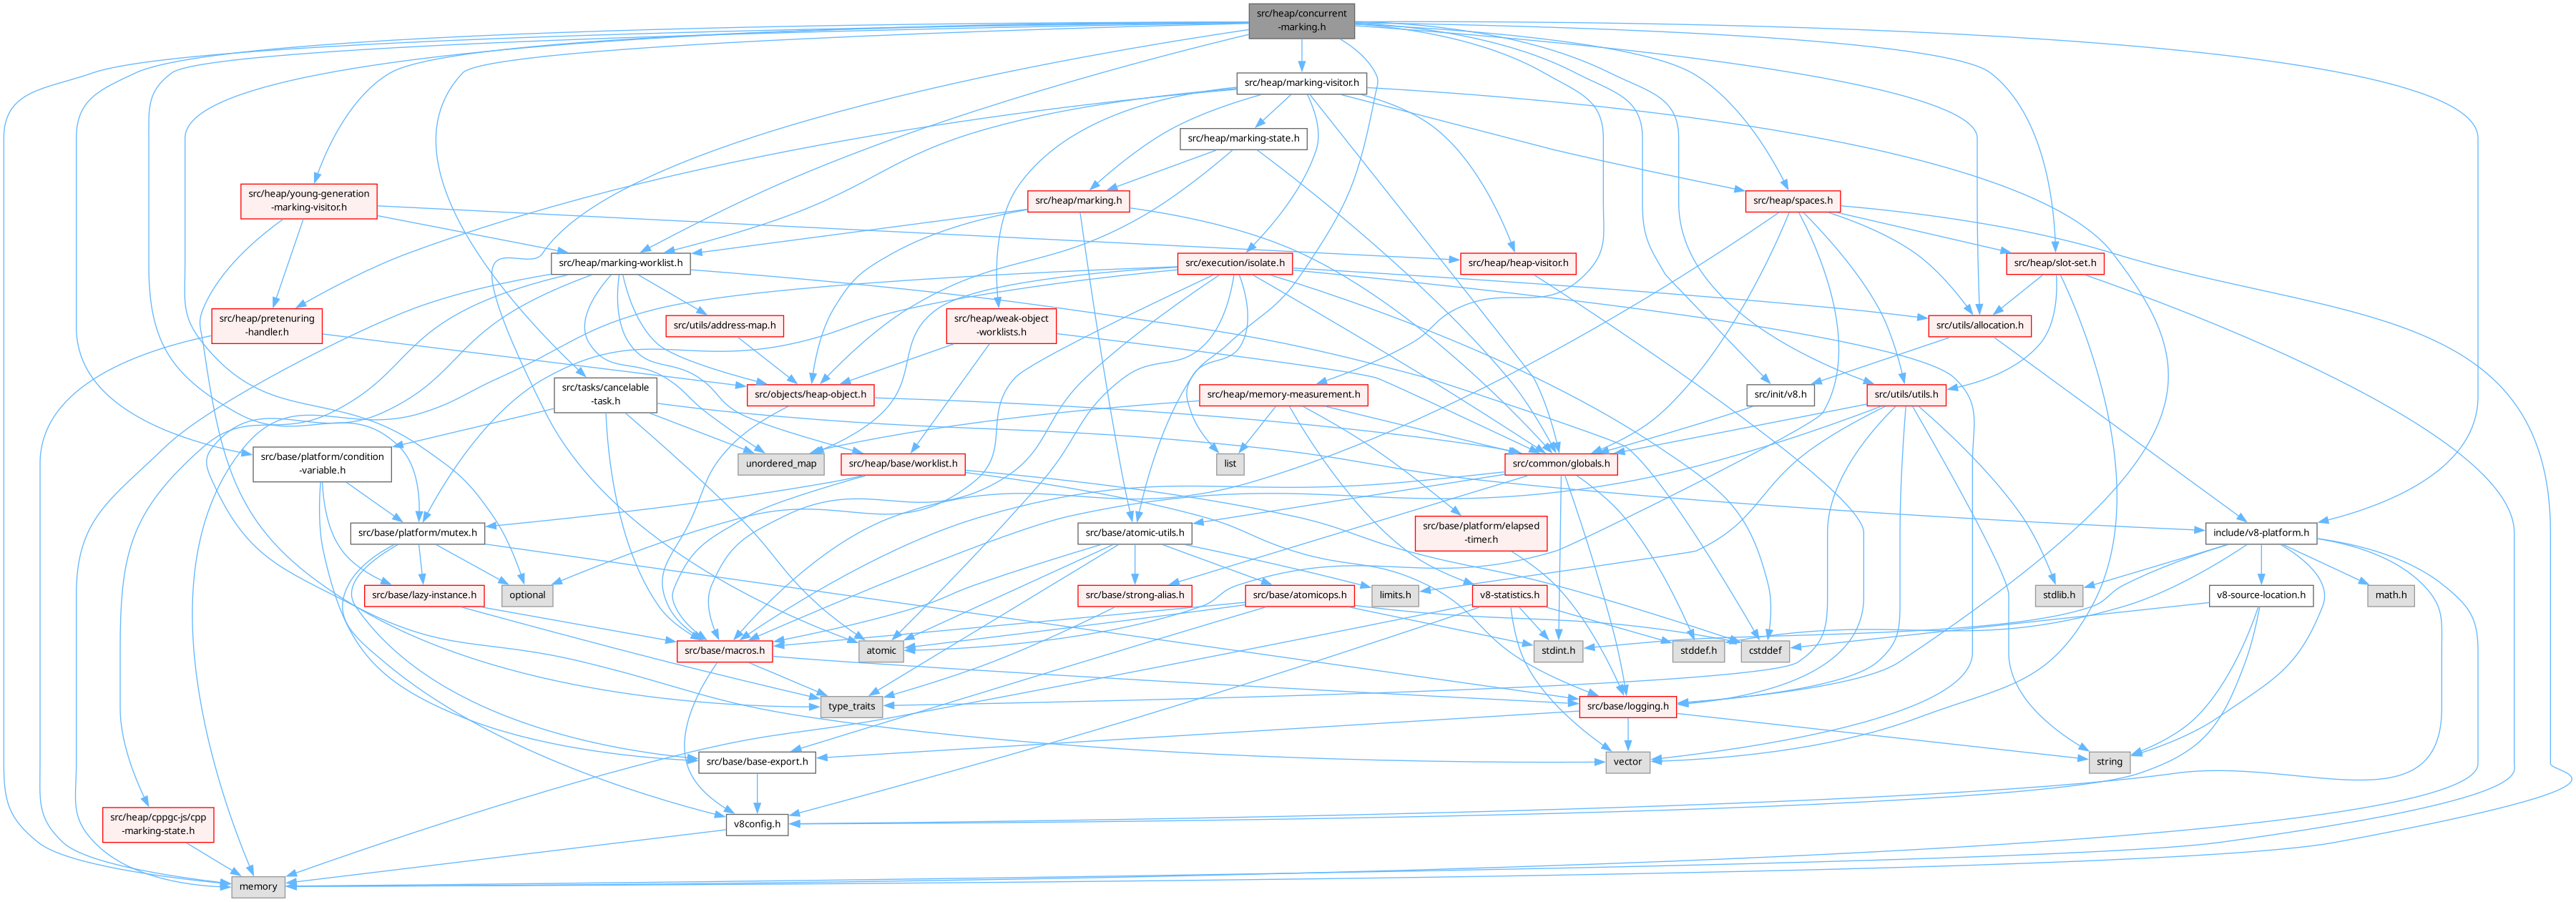 src/heap/concurrent
-marking.h
src/heap/marking-visitor.h
src/heap/marking-state.h
src/heap/young-generation
-marking-visitor.h
src/heap/marking.h
src/heap/spaces.h
src/heap/marking-worklist.h
src/execution/isolate.h
src/heap/heap-visitor.h
src/heap/slot-set.h
src/heap/pretenuring
-handler.h
src/utils/address-map.h
src/heap/weak-object
-worklists.h
src/utils/allocation.h
src/tasks/cancelable
-task.h
src/objects/heap-object.h
src/heap/memory-measurement.h
src/init/v8.h
src/utils/utils.h
src/base/platform/condition
-variable.h
unordered_map
src/heap/base/worklist.h
list
src/common/globals.h
src/base/platform/mutex.h
src/base/atomic-utils.h
src/base/platform/elapsed
-timer.h
include/v8-platform.h
src/base/lazy-instance.h
optional
src/base/strong-alias.h
src/base/atomicops.h
limits.h
v8-statistics.h
stdlib.h
v8-source-location.h
math.h
src/base/macros.h
atomic
stdint.h
stddef.h
cstddef
type_traits
src/base/logging.h
src/base/base-export.h
vector
string
src/heap/cppgc-js/cpp
-marking-state.h
v8config.h
memory